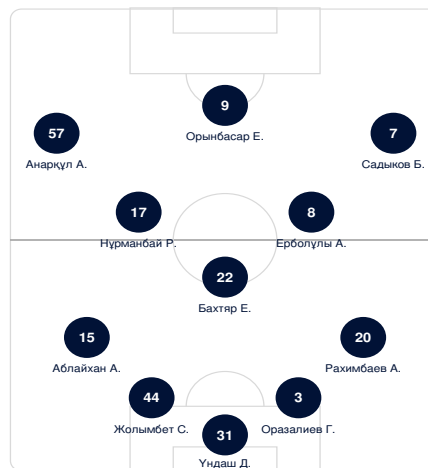 9
Орынбасар Е.
57
Анарқұл А.
7
Садыков Б.
17
Нұрманбай Р.
8
Ерболұлы А.
22
Бахтяр Е.
15
Аблайхан А.
20
Рахимбаев А.
44
Жолымбет С.
3
Оразалиев Г.
31
Үндаш Д.